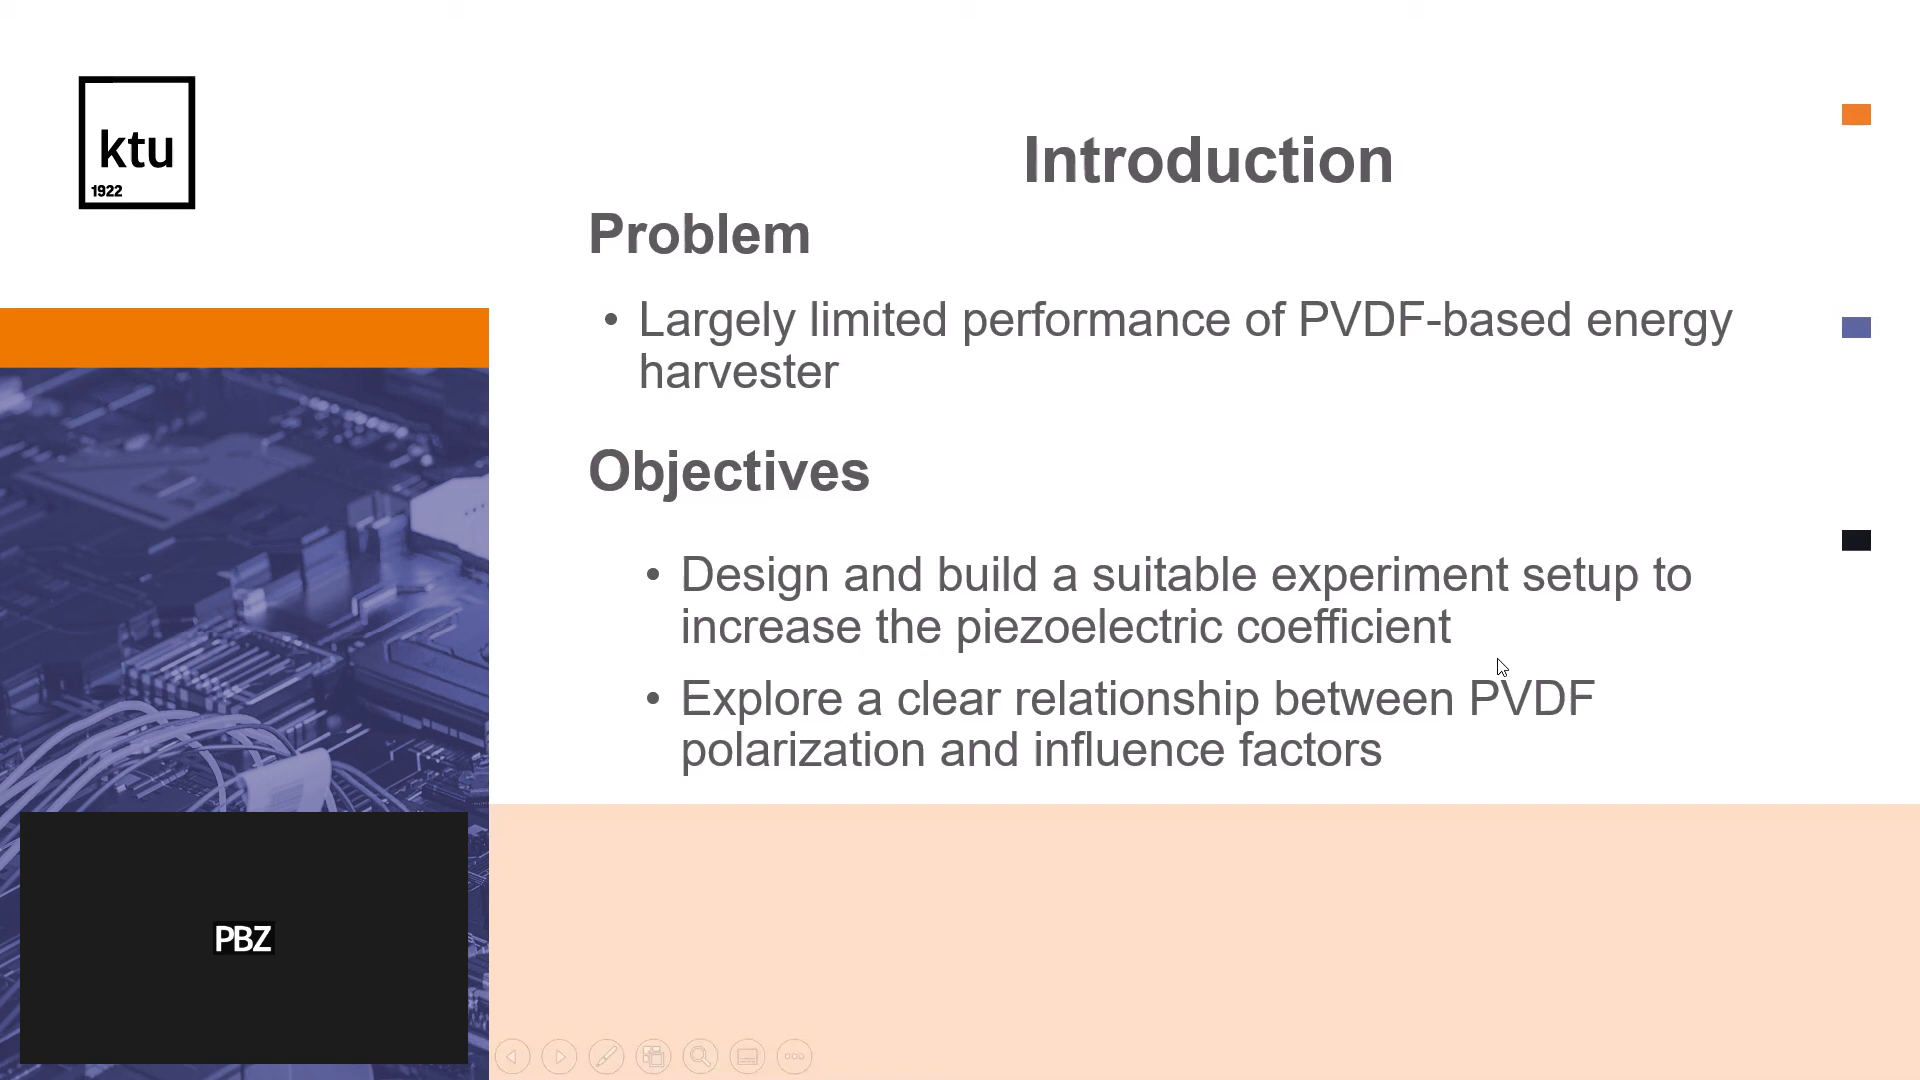 ktu
1922
Introduction
Problem
• Largely limited performance of PVDF-based energy
harvester
Objectives
• Design and build a suitable experiment setup to
increase the piezoelectric coefficient
• Explore a clear relationship between PVDF
polarization and influence factors
PBZ